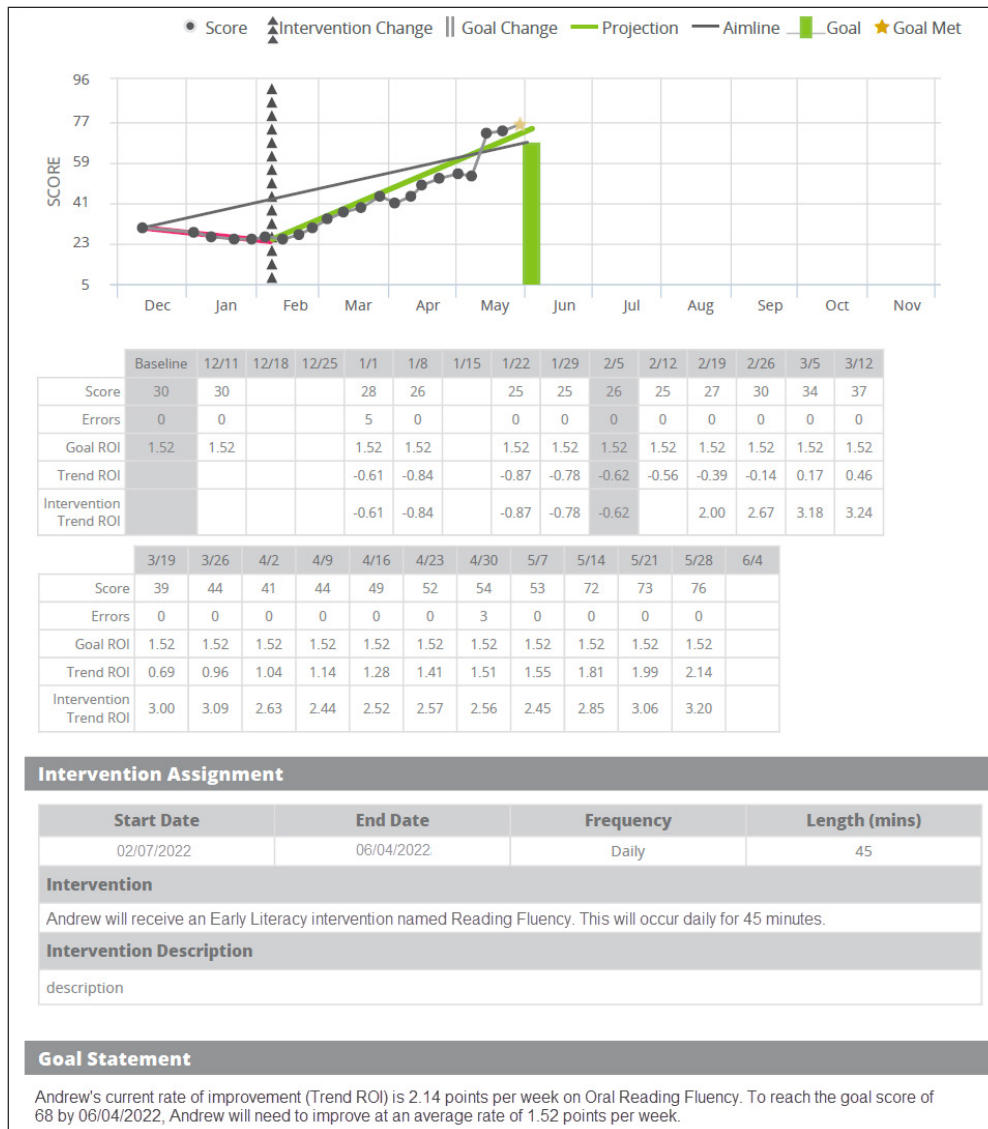 Score Intervention Change Goal Change Projection Aimline Goal Goal Met
96
77
59
41
23
5
SCORE
Dec Jan Feb Mar Apr May Jun Jul Aug Sep Oct Nov
Baseline 12/11 12/18 12/25 1/1 1/8 1/15 1/22 1/29 2/5 2/12 2/19 2/26 3/5 3/12
Score 30 30 28 26 25 25 26 25 27 30 34 37
Errors 0 0 5 0 0 0 0 0 0 0 0 0
Goal ROI 1.52 1.52 1.52 1.52 1.52 1.52 1.52 1.52 1.52 1.52 1.52 1.52
Trend ROI -0.61 -0.84 -0.87 -0.78 -0.62 -0.56 -0.39 -0.14 0.17 0.46
Intervention
Trend ROI -0.61 -0.84 -0.87 -0.78 -0.62 2.00 2.67 3.18 3.24
3/19 3/26 4/2 4/9 4/16 4/23 4/30 5/7 5/14 5/21 5/28 6/4
Score 39 44 41 44 49 52 54 53 72 73 76
Errors 0 0 0 0 0 0 3 0 0 0 0
Goal ROI 1.52 1.52 1.52 1.52 1.52 1.52 1.52 1.52 1.52 1.52 1.52
Trend ROI 0.69 0.96 1.04 1.14 1.28 1.41 1.51 1.55 1.81 1.99 2.14
Intervention
Trend ROI 3.00 3.09 2.63 2.44 2.52 2.57 2.56 2.45 2.85 3.06 3.20
Intervention Assignment
Start Date End Date Frequency Length (mins)
02/07/2022 06/04/2022 Daily 45
Intervention
Andrew will receive an Early Literacy intervention named Reading Fluency. This will occur daily for 45 minutes.
Intervention Description
description
Goal Statement
Andrew's current rate of improvement (Trend ROI) is 2.14 points per week on Oral Reading Fluency. To reach the goal score of
68 by 06/04/2022, Andrew will need to improve at an average rate of 1.52 points per week.